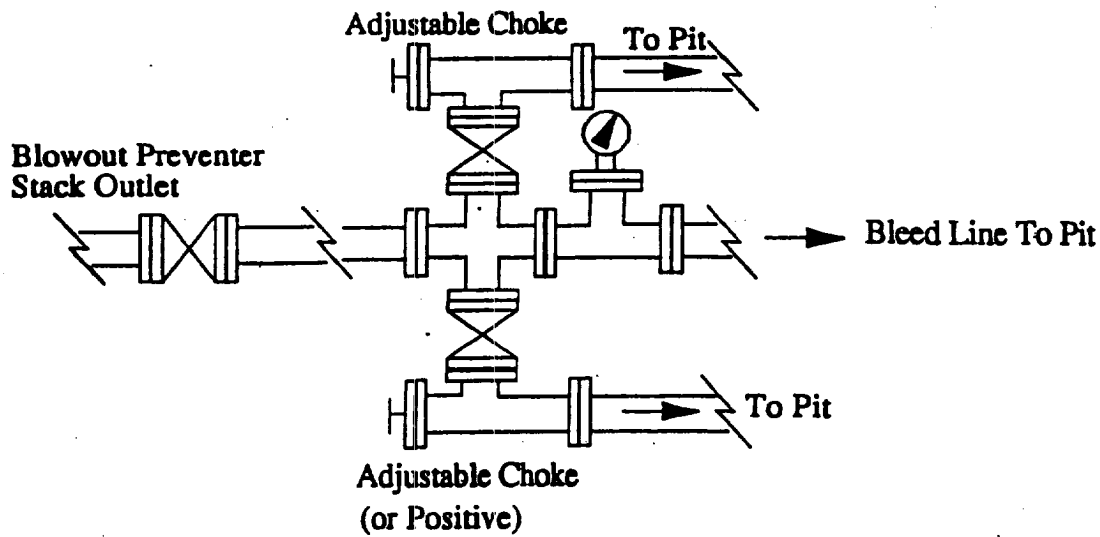 Adjustable Choke
To Pit
Blowout Preventer
Stack Outlet
Bleed Line To Pit
To Pit
Adjustable Choke
(or Positive)